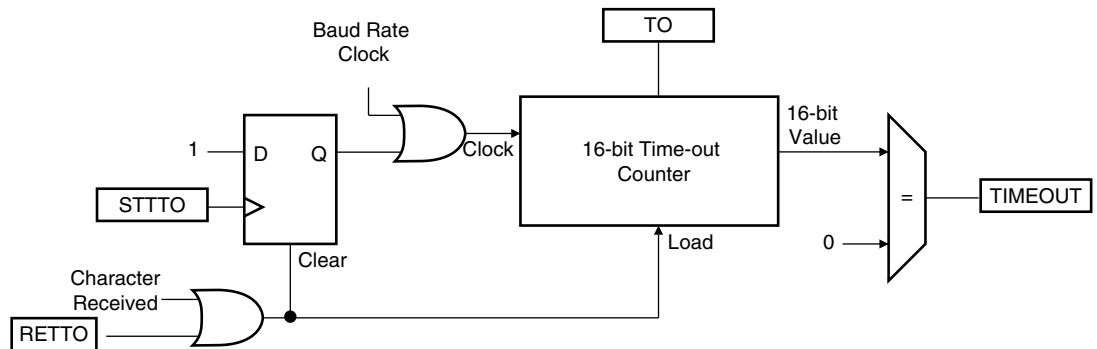 TO
Baud Rate
Clock
1
D
Q
Clock
16-bit Time-out
Counter
16-bit
Value
STTTO
=
TIMEOUT
Clear
Load
0
Character
Received
RETTO